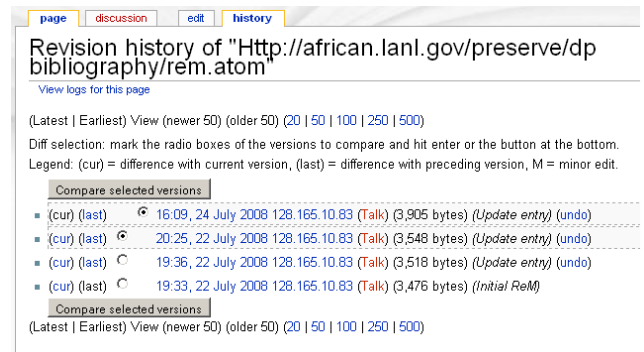 page discussion edit history
Revision history of "Http://african.lanl.gov/preserve/dp
bibliography/rem.atom"
View logs for this page
(Latest | Earliest) View (newer 50) (older 50) (20 | 50 | 100 | 250 | 500)
Diff selection: mark the radio boxes of the versions to compare and hit enter or the button at the bottom.
Legend: (cur) = difference with current version, (last) = difference with preceding version, M = minor edit.
Compare selected versions
(cur) (last) 16:09, 24 July 2008 128.165.10.83 (Talk) (3,905 bytes) (Update entry) (undo)
(cur) (last) 20:25, 22 July 2008 128.165.10.83 (Talk) (3,548 bytes) (Update entry) (undo)
(cur) (last) 19:36, 22 July 2008 128.165.10.83 (Talk) (3,518 bytes) (Update entry) (undo)
(cur) (last) 19:33, 22 July 2008 128.165.10.83 (Talk) (3,476 bytes) (Initial ReM)
Compare selected versions
(Latest | Earliest) View (newer 50) (older 50) (20 | 50 | 100 | 250 | 500)